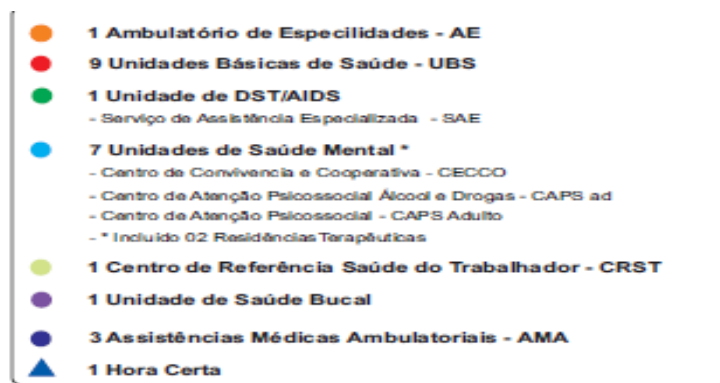 1 Ambulatório de Especilidades - AE
9 Unidades Básicas de Saúde - UBS
1 Unidade de DST/AIDS
- Serviço de Assistência Especializada - SAE
7 Unidades de Saúde Mental *
- Centro de Convivencia e Cooperativa - CECCO
- Centro de Atenção Psicossocial Álcool e Drogas - CAPS ad
- Centro de Atenção Psicossocial - CAPS Adulto
- * Incluido 02 Residências Terapêuticas
1 Centro de Referência Saúde do Trabalhador - CRST
1 Unidade de Saúde Bucal
3 Assistências Médicas Ambulatoriais - AMA
1 Hora Certa